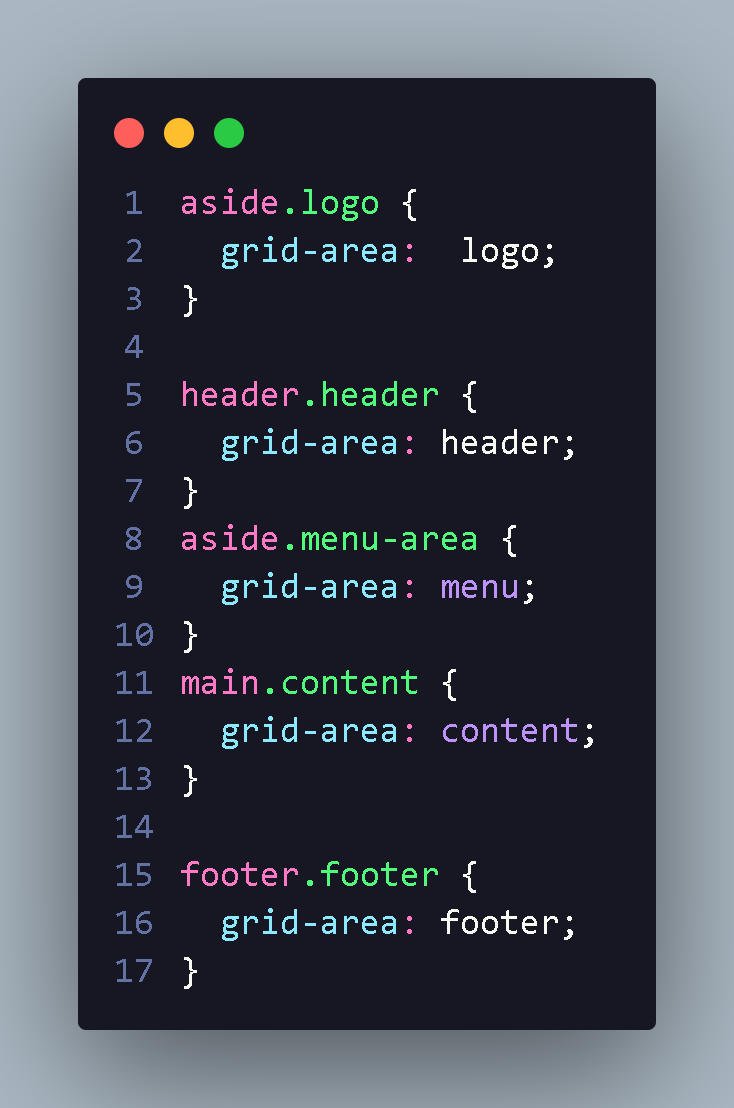 1 aside.logo {
2   grid-area:  logo;
3 }
4
5 header.header {
6   grid-area: header;
7 }
8 aside.menu-area {
9   grid-area: menu;
10 }
11 main.content {
12   grid-area: content;
13 }
14
15 footer.footer {
16   grid-area: footer;
17 }